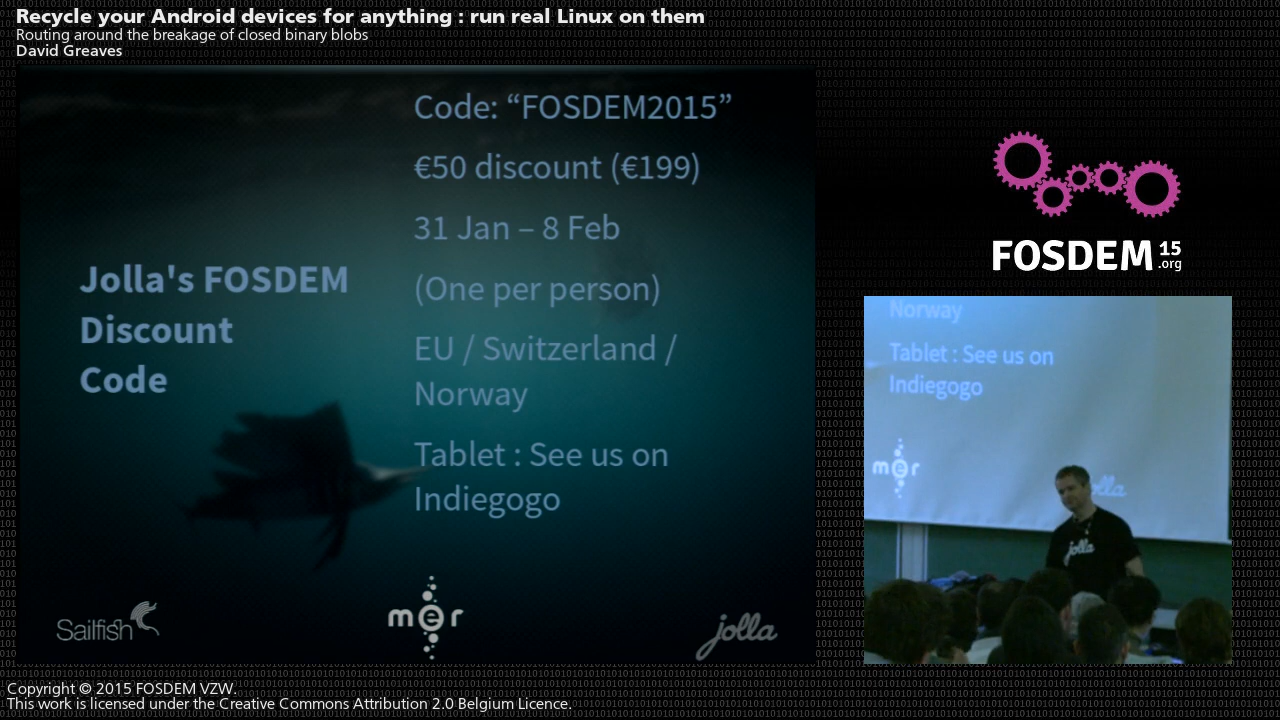 Recycle your Android devices for anything : run real Linux on them
Routing around the breakage of closed binary blobs
David Greaves
Jolla's FOSDEM
Discount
Code
Code: “FOSDEM2015”
€50 discount (€199)
31 Jan – 8 Feb
(One per person)
EU / Switzerland /
Norway
Tablet : See us on
Indiegogo
Sailfish
mer
jolla
FOSDEM 15
.org
Norway
Tablet : See us on
Indiegogo
mer
jolla
jolla
Copyright © 2015 FOSDEM VZW.
This work is licensed under the Creative Commons Attribution 2.0 Belgium Licence.